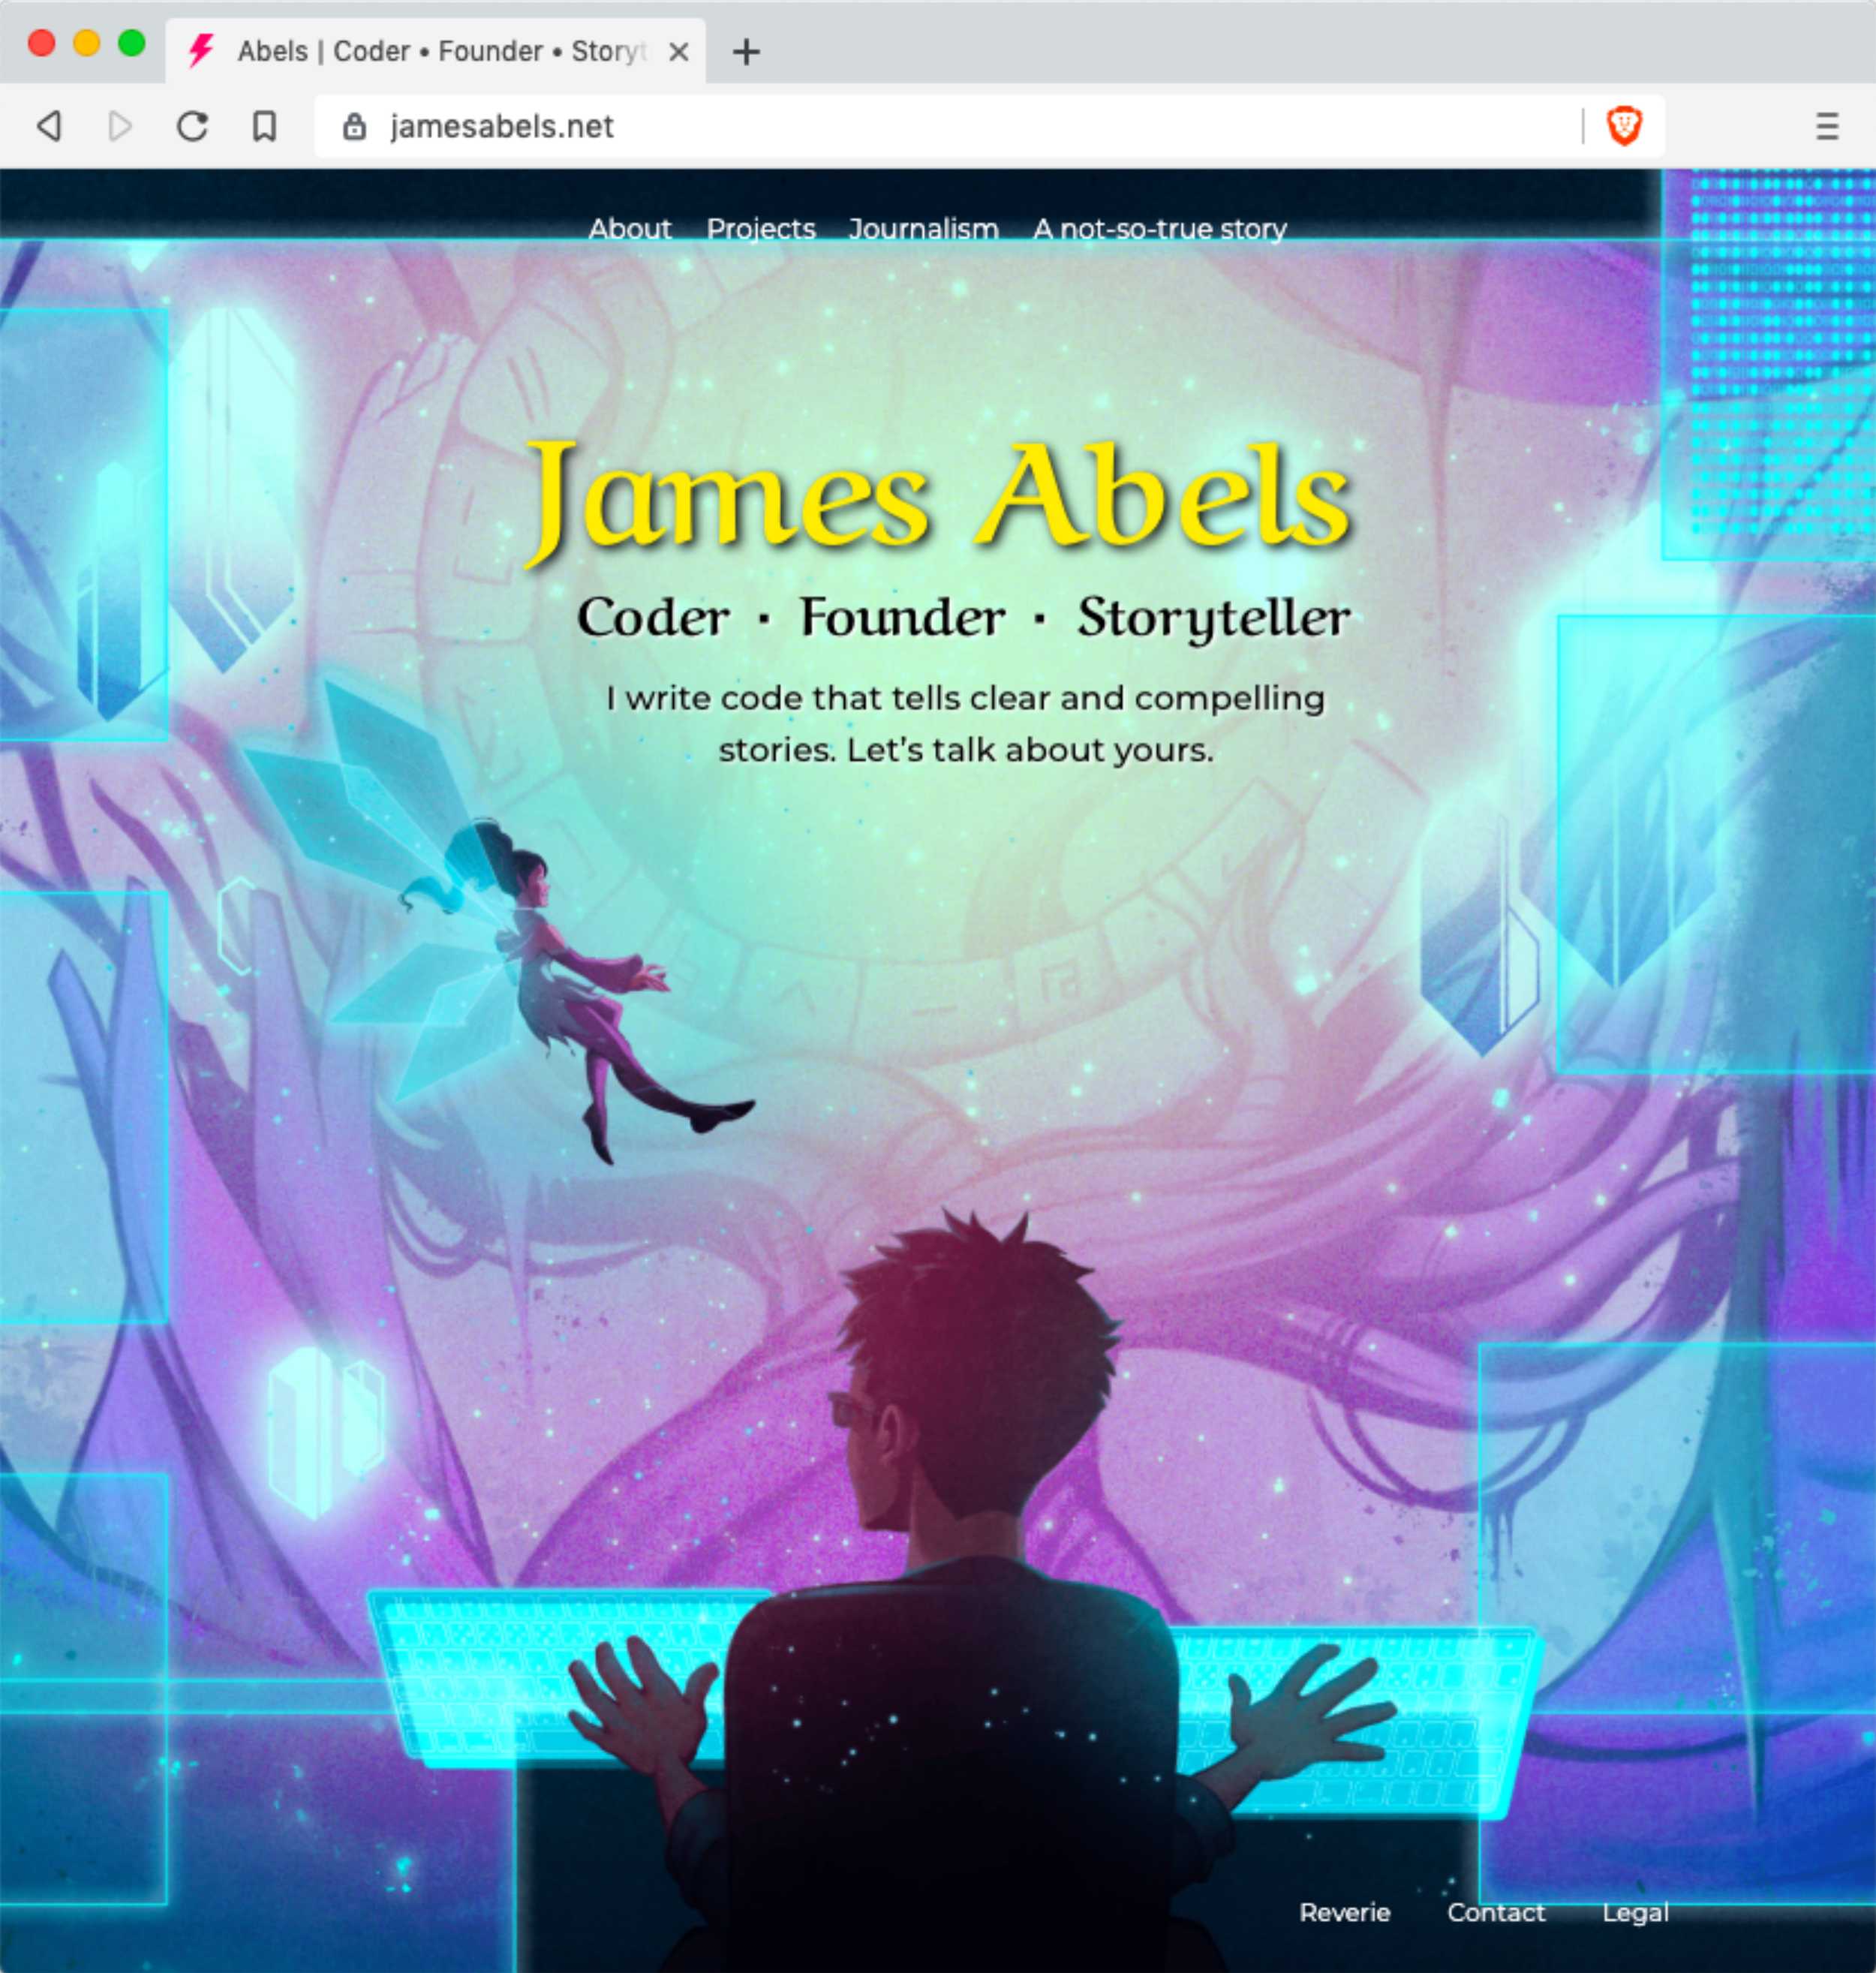 Abels | Coder • Founder • Storyt
jamesabels.net
About Projects Journalism A not-so-true story
James Abels
Coder · Founder · Storyteller
I write code that tells clear and compelling
stories. Let’s talk about yours.
Reverie Contact Legal